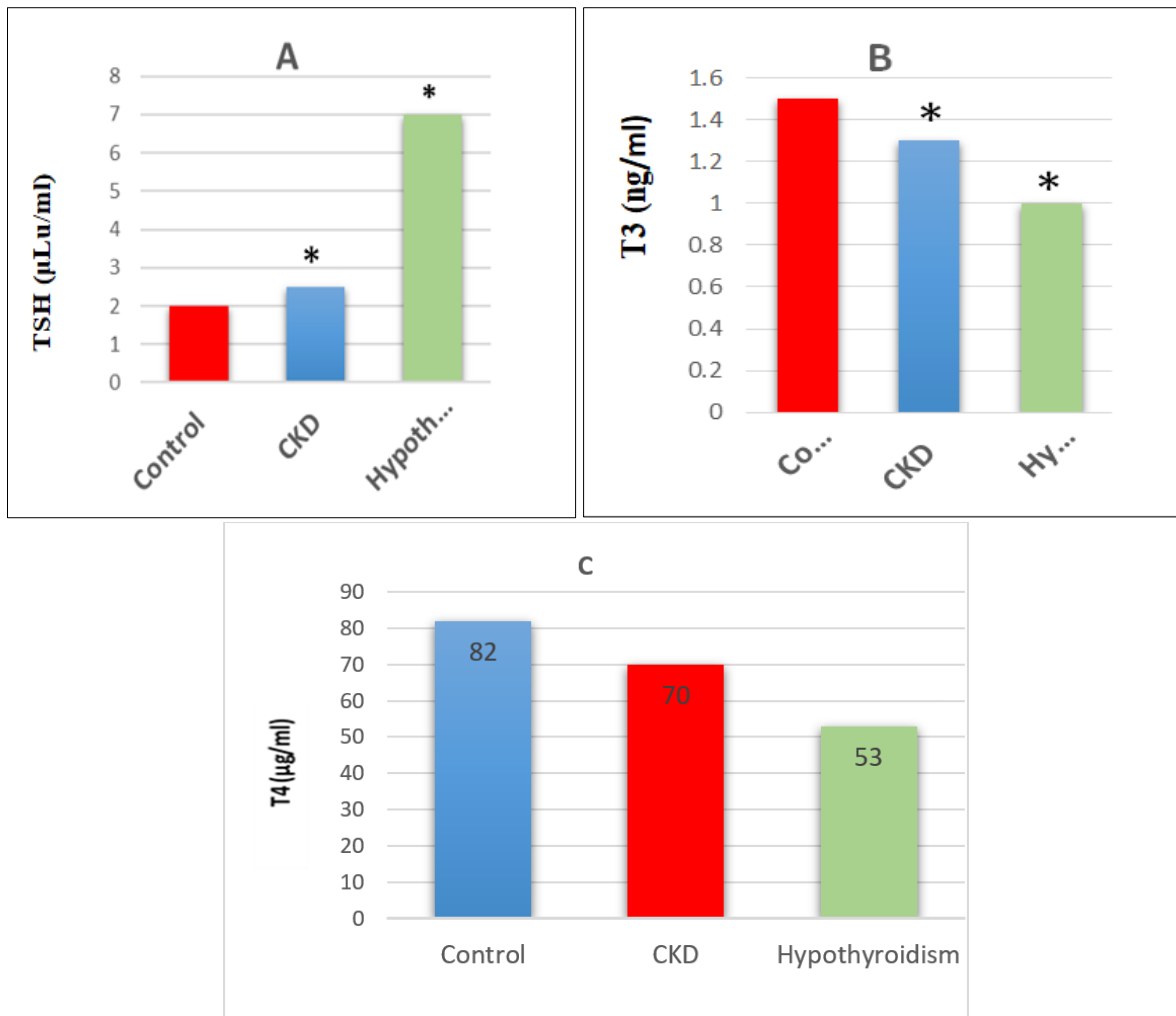 A
8
7
6
5
4
3
2
1
0
TSH (µLu/ml)
*
*
Control
CKD
Hypoth...
B
1.6
1.4
1.2
1
0.8
0.6
0.4
0.2
0
T3 (ng/ml)
*
*
Co...
CKD
Hy...
C
90
80
70
60
50
40
30
20
10
0
T4(µg/ml)
82
70
53
Control
CKD
Hypothyroidism